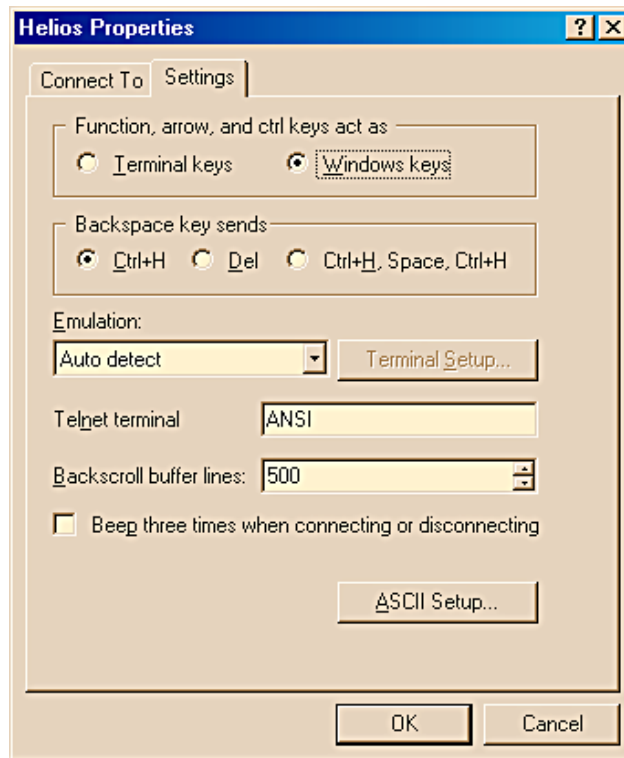 Helios Properties
Connect To Settings
Function, arrow, and ctrl keys act as
Terminal keys Windows keys
Backspace key sends
Ctrl+H Del Ctrl+H, Space, Ctrl+H
Emulation:
Auto detect Terminal Setup...
Telnet terminal ANSI
Backscroll buffer lines: 500
Beep three times when connecting or disconnecting
ASCII Setup...
OK Cancel